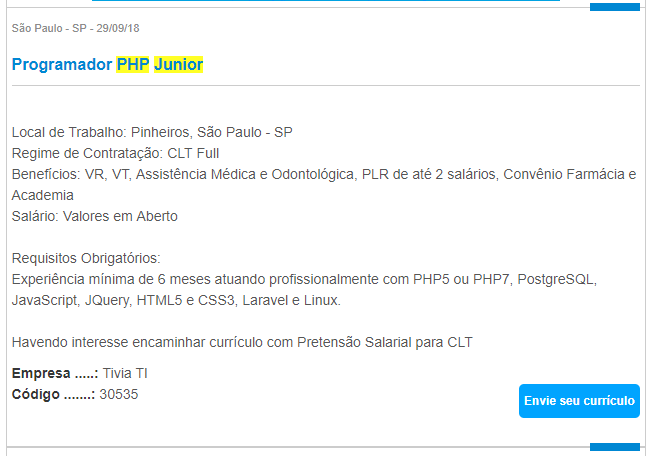 São Paulo - SP - 29/09/18
Programador PHP Junior
Local de Trabalho: Pinheiros, São Paulo - SP
Regime de Contratação: CLT Full
Benefícios: VR, VT, Assistência Médica e Odontológica, PLR de até 2 salários, Convênio Farmácia e
Academia
Salário: Valores em Aberto
Requisitos Obrigatórios:
Experiência mínima de 6 meses atuando profissionalmente com PHP5 ou PHP7, PostgreSQL,
JavaScript, JQuery, HTML5 e CSS3, Laravel e Linux.
Havendo interesse encaminhar currículo com Pretensão Salarial para CLT
Empresa .....: Tivia TI
Código .......: 30535
Envie seu currículo